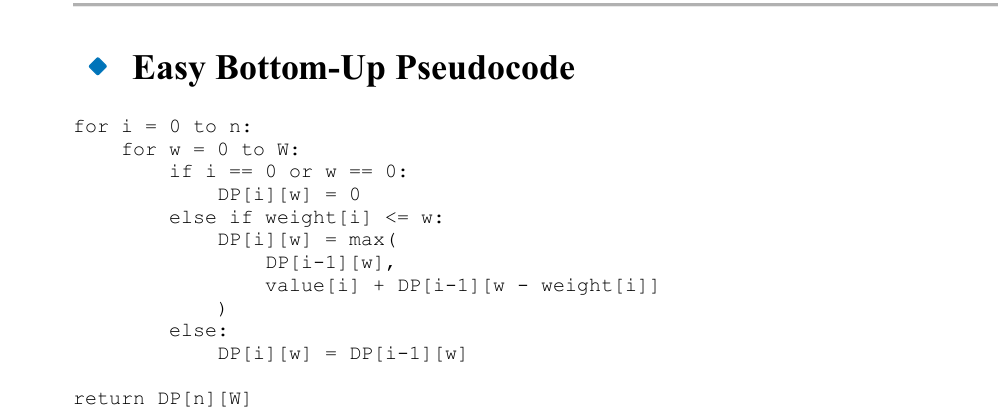 Easy Bottom-Up Pseudocode
for i = 0 to n:
    for w = 0 to W:
        if i == 0 or w == 0:
            DP[i][w] = 0
        else if weight[i] <= w:
            DP[i][w] = max(
                DP[i-1][w],
                value[i] + DP[i-1][w - weight[i]]
            )
        else:
            DP[i][w] = DP[i-1][w]
return DP[n][W]